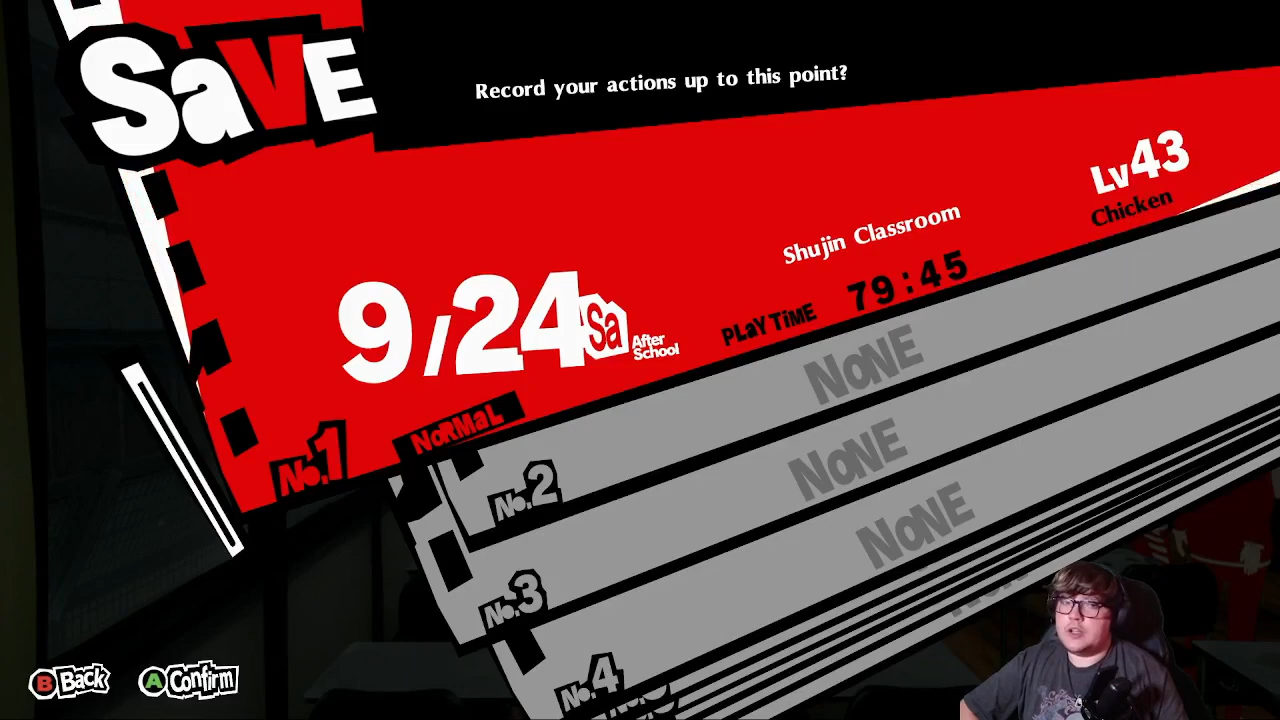 SaVE
Record your actions up to this point?
Lv43
Chicken
Shujin Classroom
9/24 Sa After School
PLaY TiME 79:45
No.1 NoRMaL
NoNE
No.2
NoNE
No.3
NoNE
No.4
B Back
A Confirm